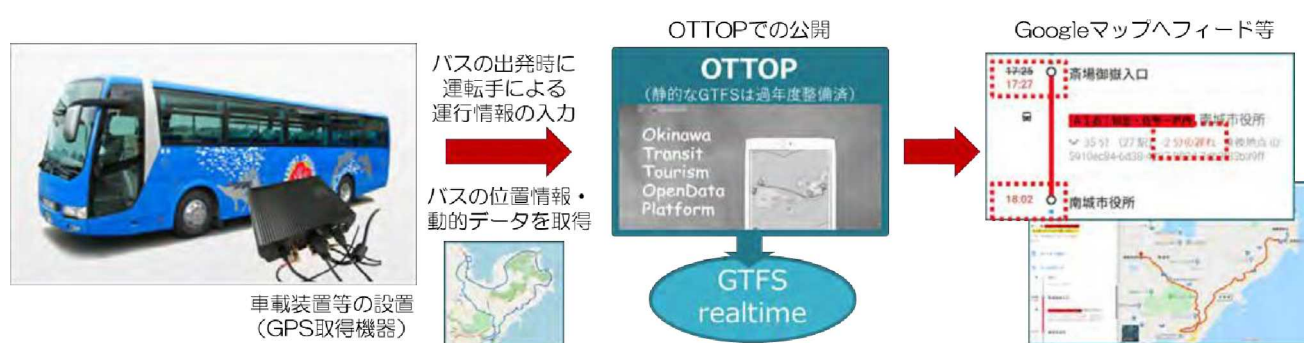 バスの出発時に
運転手による
運行情報の入力
バスの位置情報・
動的データを取得
車載装置等の設置
（GPS取得機器）
OTTOPでの公開
OTTOP
（静的なGTFSは過年度整備済）
Okinawa
Transit
Tourism
OpenData
Platform
GTFS
realtime
Googleマップへフィード等
17:25
17:27
斎場御嶽入口
南城市役所
35分 (27駅)
2分の遅れ
18:02
南城市役所